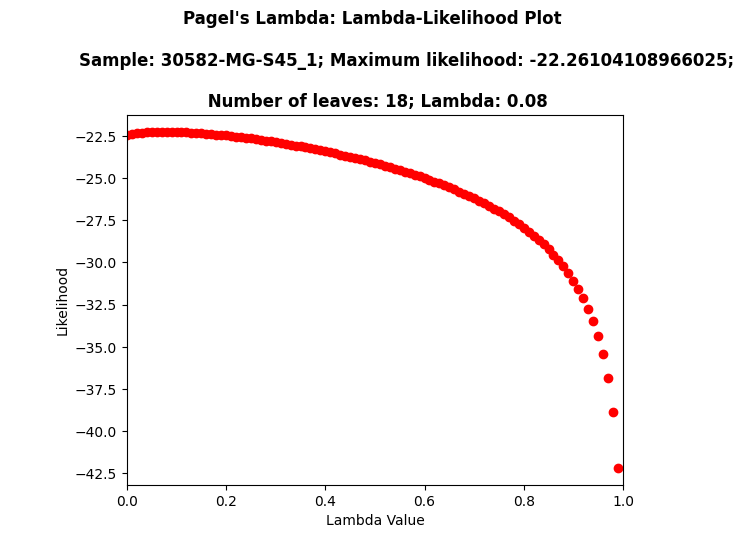 Pagel's Lambda: Lambda-Likelihood Plot
Sample: 30582-MG-S45_1; Maximum likelihood: -22.26104108966025;
Number of leaves: 18; Lambda: 0.08
−22.5
−25.0
−27.5
−30.0
−32.5
−35.0
−37.5
−40.0
−42.5
Likelihood
0.0 0.2 0.4 0.6 0.8 1.0
Lambda Value